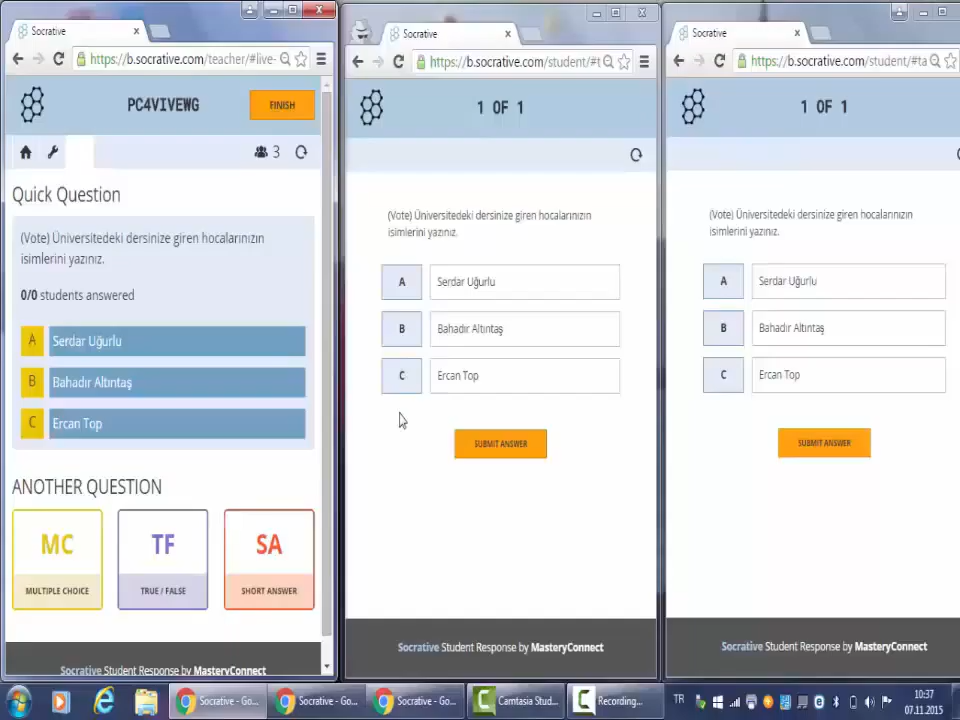 Socrative
https://b.socrative.com/teacher/#live-
PC4VIVEWG
FINISH
3
Quick Question
(Vote) Üniversitedeki dersinize giren hocalarınızın
isimlerini yazınız.
0/0 students answered
A Serdar Uğurlu
B Bahadır Altıntaş
C Ercan Top
ANOTHER QUESTION
MC
MULTIPLE CHOICE
TF
TRUE / FALSE
SA
SHORT ANSWER
Socrative Student Response by MasteryConnect
Socrative
https://b.socrative.com/student/#t
1 OF 1
(Vote) Üniversitedeki dersinize giren hocalarınızın
isimlerini yazınız.
A Serdar Uğurlu
B Bahadır Altıntaş
C Ercan Top
SUBMIT ANSWER
Socrative Student Response by MasteryConnect
Socrative
https://b.socrative.com/student/#ta
1 OF 1
(Vote) Üniversitedeki dersinize giren hocalarınızın
isimlerini yazınız.
A Serdar Uğurlu
B Bahadır Altıntaş
C Ercan Top
SUBMIT ANSWER
Socrative Student Response by MasteryConnect
Socrative - Go...
Socrative - Go...
Socrative - Go...
Camtasia Stud...
Recording...
TR
10:37
07.11.2015